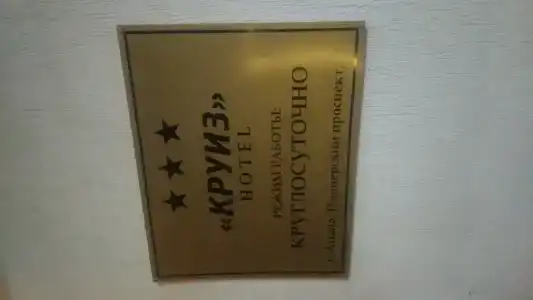 ★ ★ ★
«КРУИЗ»
HOTEL
РЕЖИМ РАБОТЫ:
КРУГЛОСУТОЧНО
г. Анапа, Пионерский проспект,